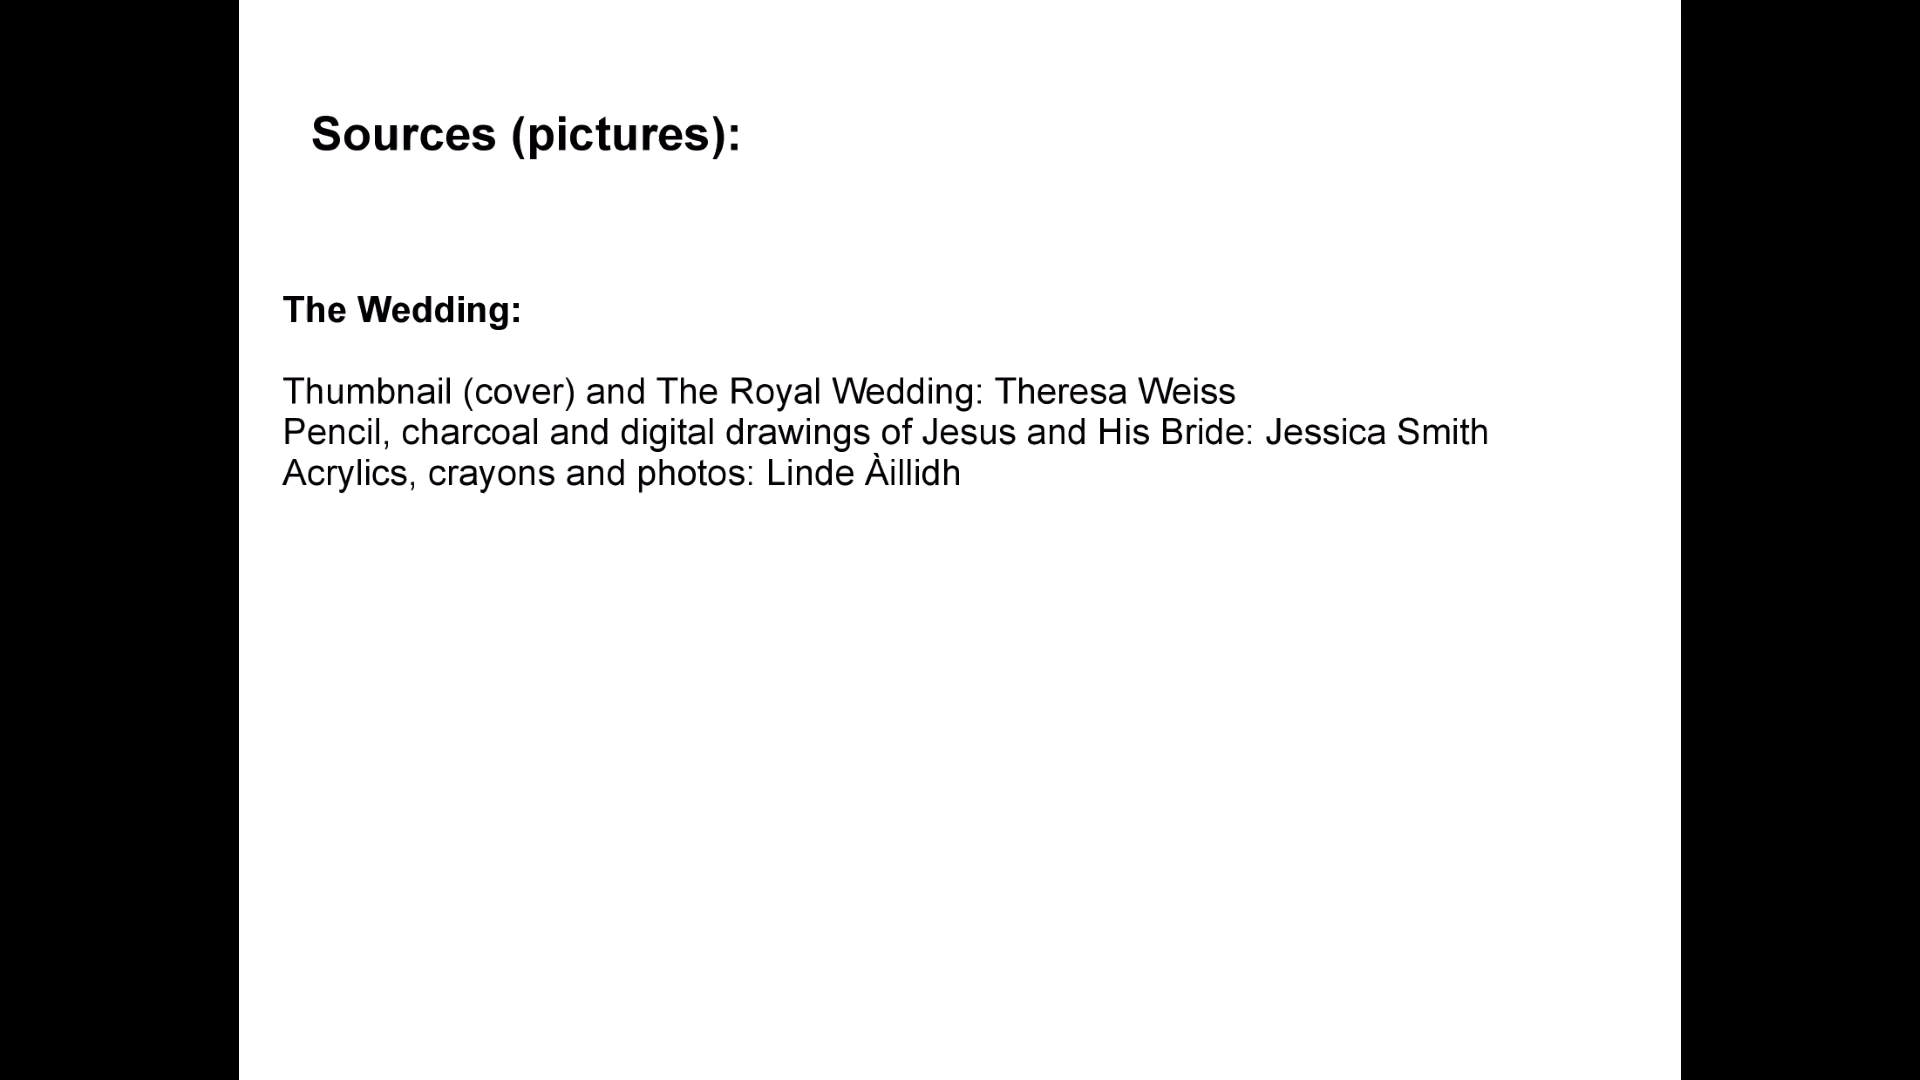 Sources (pictures):
The Wedding:
Thumbnail (cover) and The Royal Wedding: Theresa Weiss
Pencil, charcoal and digital drawings of Jesus and His Bride: Jessica Smith
Acrylics, crayons and photos: Linde Àillidh